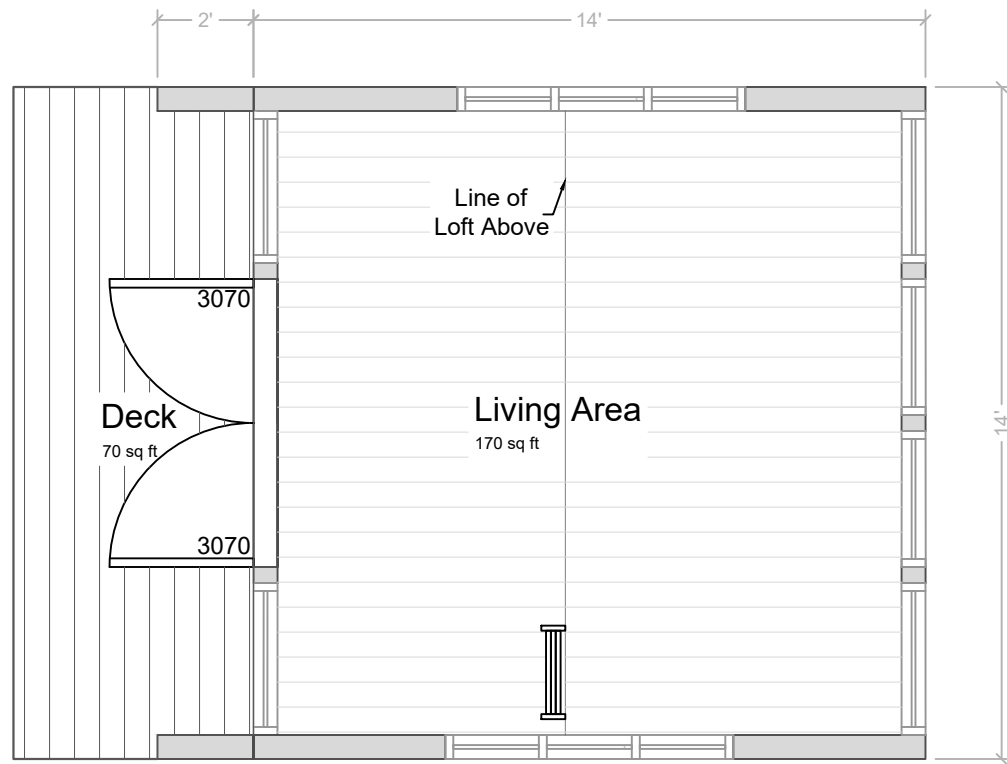 2'
14'
Line of
Loft Above
3070
Deck
70 sq ft
Living Area
170 sq ft
14'
3070